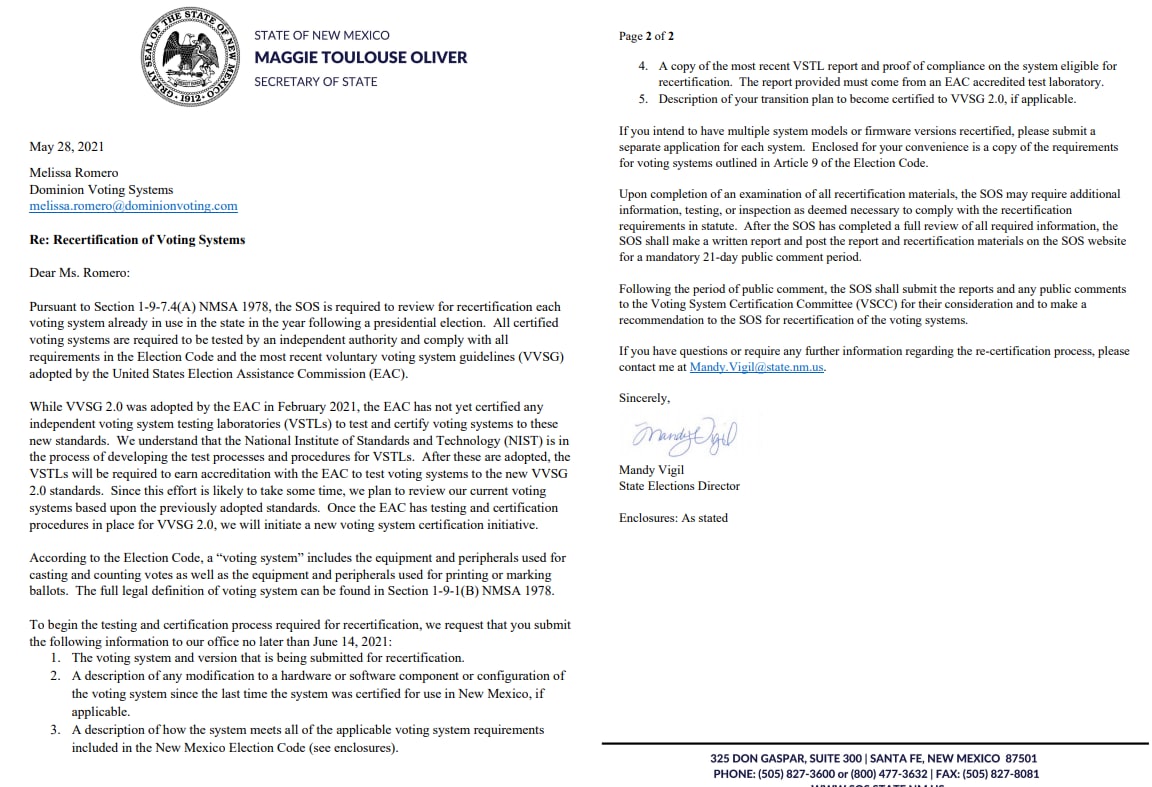 GREAT SEAL OF THE STATE OF NEW MEXICO
• 1912 •
STATE OF NEW MEXICO
MAGGIE TOULOUSE OLIVER
SECRETARY OF STATE
May 28, 2021
Melissa Romero
Dominion Voting Systems
melissa.romero@dominionvoting.com
Re: Recertification of Voting Systems
Dear Ms. Romero:
Pursuant to Section 1-9-7.4(A) NMSA 1978, the SOS is required to review for recertification each
voting system already in use in the state in the year following a presidential election.  All certified
voting systems are required to be tested by an independent authority and comply with all
requirements in the Election Code and the most recent voluntary voting system guidelines (VVSG)
adopted by the United States Election Assistance Commission (EAC).
While VVSG 2.0 was adopted by the EAC in February 2021, the EAC has not yet certified any
independent voting system testing laboratories (VSTLs) to test and certify voting systems to these
new standards.  We understand that the National Institute of Standards and Technology (NIST) is in
the process of developing the test processes and procedures for VSTLs.  After these are adopted, the
VSTLs will be required to earn accreditation with the EAC to test voting systems to the new VVSG
2.0 standards.  Since this effort is likely to take some time, we plan to review our current voting
systems based upon the previously adopted standards.  Once the EAC has testing and certification
procedures in place for VVSG 2.0, we will initiate a new voting system certification initiative.
According to the Election Code, a “voting system” includes the equipment and peripherals used for
casting and counting votes as well as the equipment and peripherals used for printing or marking
ballots.  The full legal definition of voting system can be found in Section 1-9-1(B) NMSA 1978.
To begin the testing and certification process required for recertification, we request that you submit
the following information to our office no later than June 14, 2021:
1. The voting system and version that is being submitted for recertification.
2. A description of any modification to a hardware or software component or configuration of
the voting system since the last time the system was certified for use in New Mexico, if
applicable.
3. A description of how the system meets all of the applicable voting system requirements
included in the New Mexico Election Code (see enclosures).
Page 2 of 2
4. A copy of the most recent VSTL report and proof of compliance on the system eligible for
recertification.  The report provided must come from an EAC accredited test laboratory.
5. Description of your transition plan to become certified to VVSG 2.0, if applicable.
If you intend to have multiple system models or firmware versions recertified, please submit a
separate application for each system.  Enclosed for your convenience is a copy of the requirements
for voting systems outlined in Article 9 of the Election Code.
Upon completion of an examination of all recertification materials, the SOS may require additional
information, testing, or inspection as deemed necessary to comply with the recertification
requirements in statute.  After the SOS has completed a full review of all required information, the
SOS shall make a written report and post the report and recertification materials on the SOS website
for a mandatory 21-day public comment period.
Following the period of public comment, the SOS shall submit the reports and any public comments
to the Voting System Certification Committee (VSCC) for their consideration and to make a
recommendation to the SOS for recertification of the voting systems.
If you have questions or require any further information regarding the re-certification process, please
contact me at Mandy.Vigil@state.nm.us.
Sincerely,
Mandy Vigil
Mandy Vigil
State Elections Director
Enclosures: As stated
325 DON GASPAR, SUITE 300 | SANTA FE, NEW MEXICO  87501
PHONE: (505) 827-3600 or (800) 477-3632 | FAX: (505) 827-8081